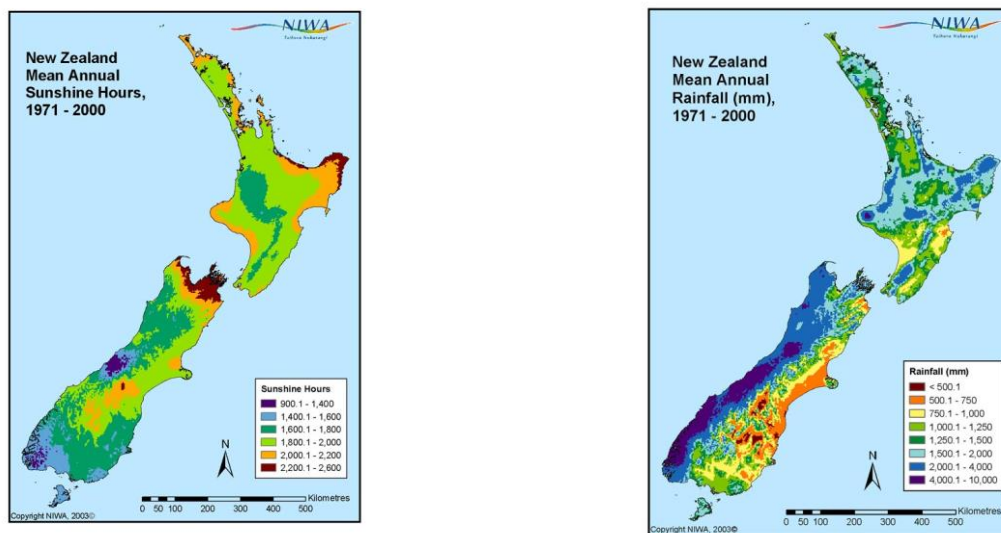 NIWA
Taihoro Nukurangi
New Zealand
Mean Annual
Sunshine Hours,
1971 - 2000
Sunshine Hours
900.1 - 1,400
1,400.1 - 1,600
1,600.1 - 1,800
1,800.1 - 2,000
2,000.1 - 2,200
2,200.1 - 2,600
N
Kilometres
0 100 200 300 400 500
Copyright NIWA, 2003©
NIWA
Taihoro Nukurangi
New Zealand
Mean Annual
Rainfall (mm),
1971 - 2000
Rainfall (mm)
< 500.1
500.1 - 750
750.1 - 1,000
1,000.1 - 1,250
1,250.1 - 1,500
1,500.1 - 2,000
2,000.1 - 4,000
4,000.1 - 10,000
N
Kilometres
0 100 200 300 400 500
Copyright NIWA, 2003©